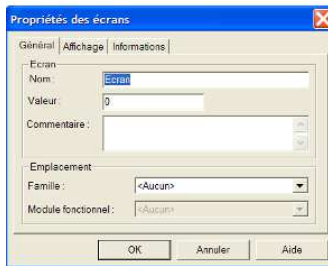 Propriétés des écrans
Général Affichage Informations
Ecran
Nom :
Ecran
Valeur :
0
Commentaire :
Emplacement
Famille :
<Aucun>
Module fonctionnel :
<Aucun>
OK Annuler Aide